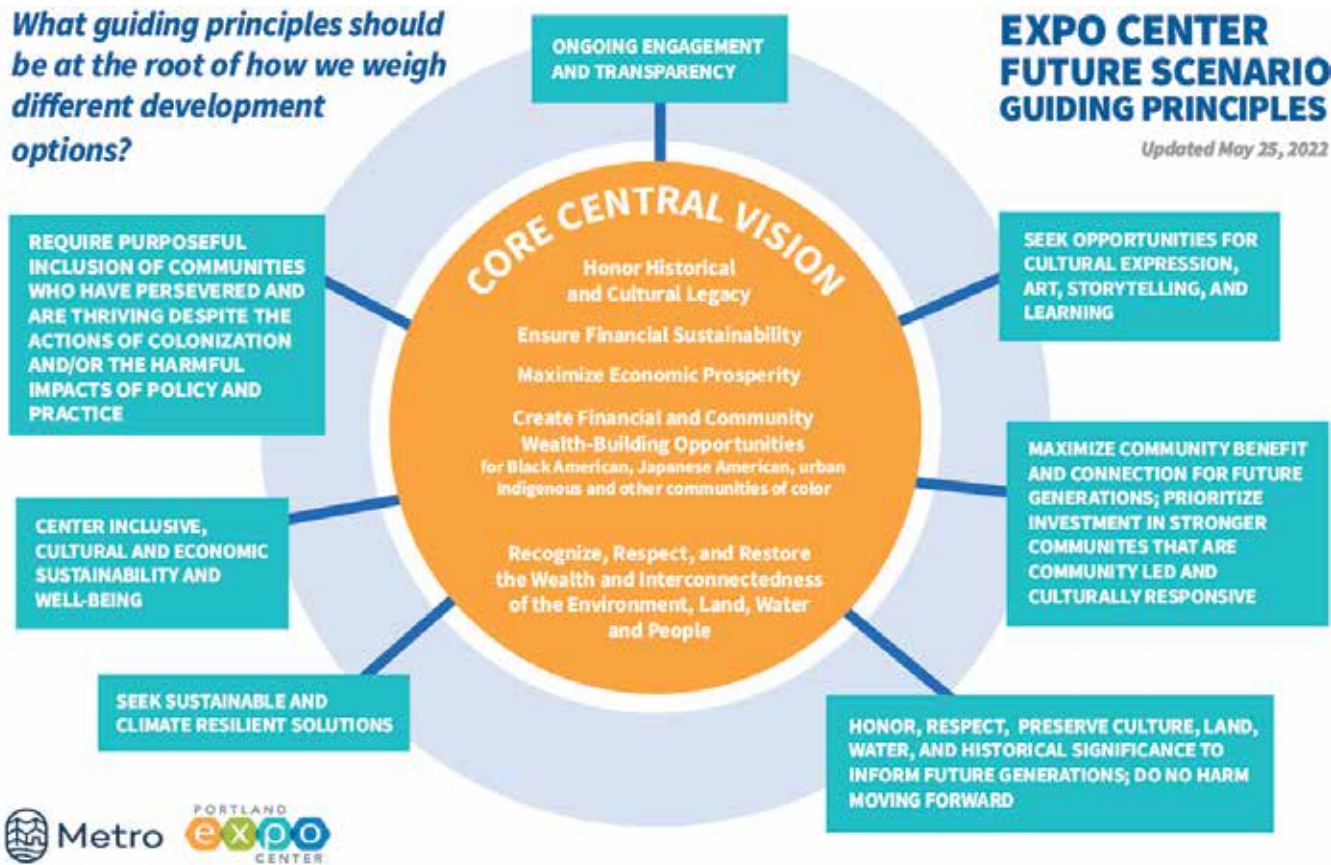 What guiding principles should
be at the root of how we weigh
different development
options?
EXPO CENTER
FUTURE SCENARIO
GUIDING PRINCIPLES
Updated May 25, 2022
ONGOING ENGAGEMENT
AND TRANSPARENCY
REQUIRE PURPOSEFUL
INCLUSION OF COMMUNITIES
WHO HAVE PERSEVERED AND
ARE THRIVING DESPITE THE
ACTIONS OF COLONIZATION
AND/OR THE HARMFUL
IMPACTS OF POLICY AND
PRACTICE
CENTER INCLUSIVE,
CULTURAL AND ECONOMIC
SUSTAINABILITY AND
WELL-BEING
SEEK SUSTAINABLE AND
CLIMATE RESILIENT SOLUTIONS
CORE CENTRAL VISION
Honor Historical
and Cultural Legacy
Ensure Financial Sustainability
Maximize Economic Prosperity
Create Financial and Community
Wealth-Building Opportunities
for Black American, Japanese American, urban
Indigenous and other communities of color
Recognize, Respect, and Restore
the Wealth and Interconnectedness
of the Environment, Land, Water
and People
SEEK OPPORTUNITIES FOR
CULTURAL EXPRESSION,
ART, STORYTELLING, AND
LEARNING
MAXIMIZE COMMUNITY BENEFIT
AND CONNECTION FOR FUTURE
GENERATIONS; PRIORITIZE
INVESTMENT IN STRONGER
COMMUNITES THAT ARE
COMMUNITY LED AND
CULTURALLY RESPONSIVE
HONOR, RESPECT, PRESERVE CULTURE, LAND,
WATER, AND HISTORICAL SIGNIFICANCE TO
INFORM FUTURE GENERATIONS; DO NO HARM
MOVING FORWARD
Metro
PORTLAND
expo
CENTER